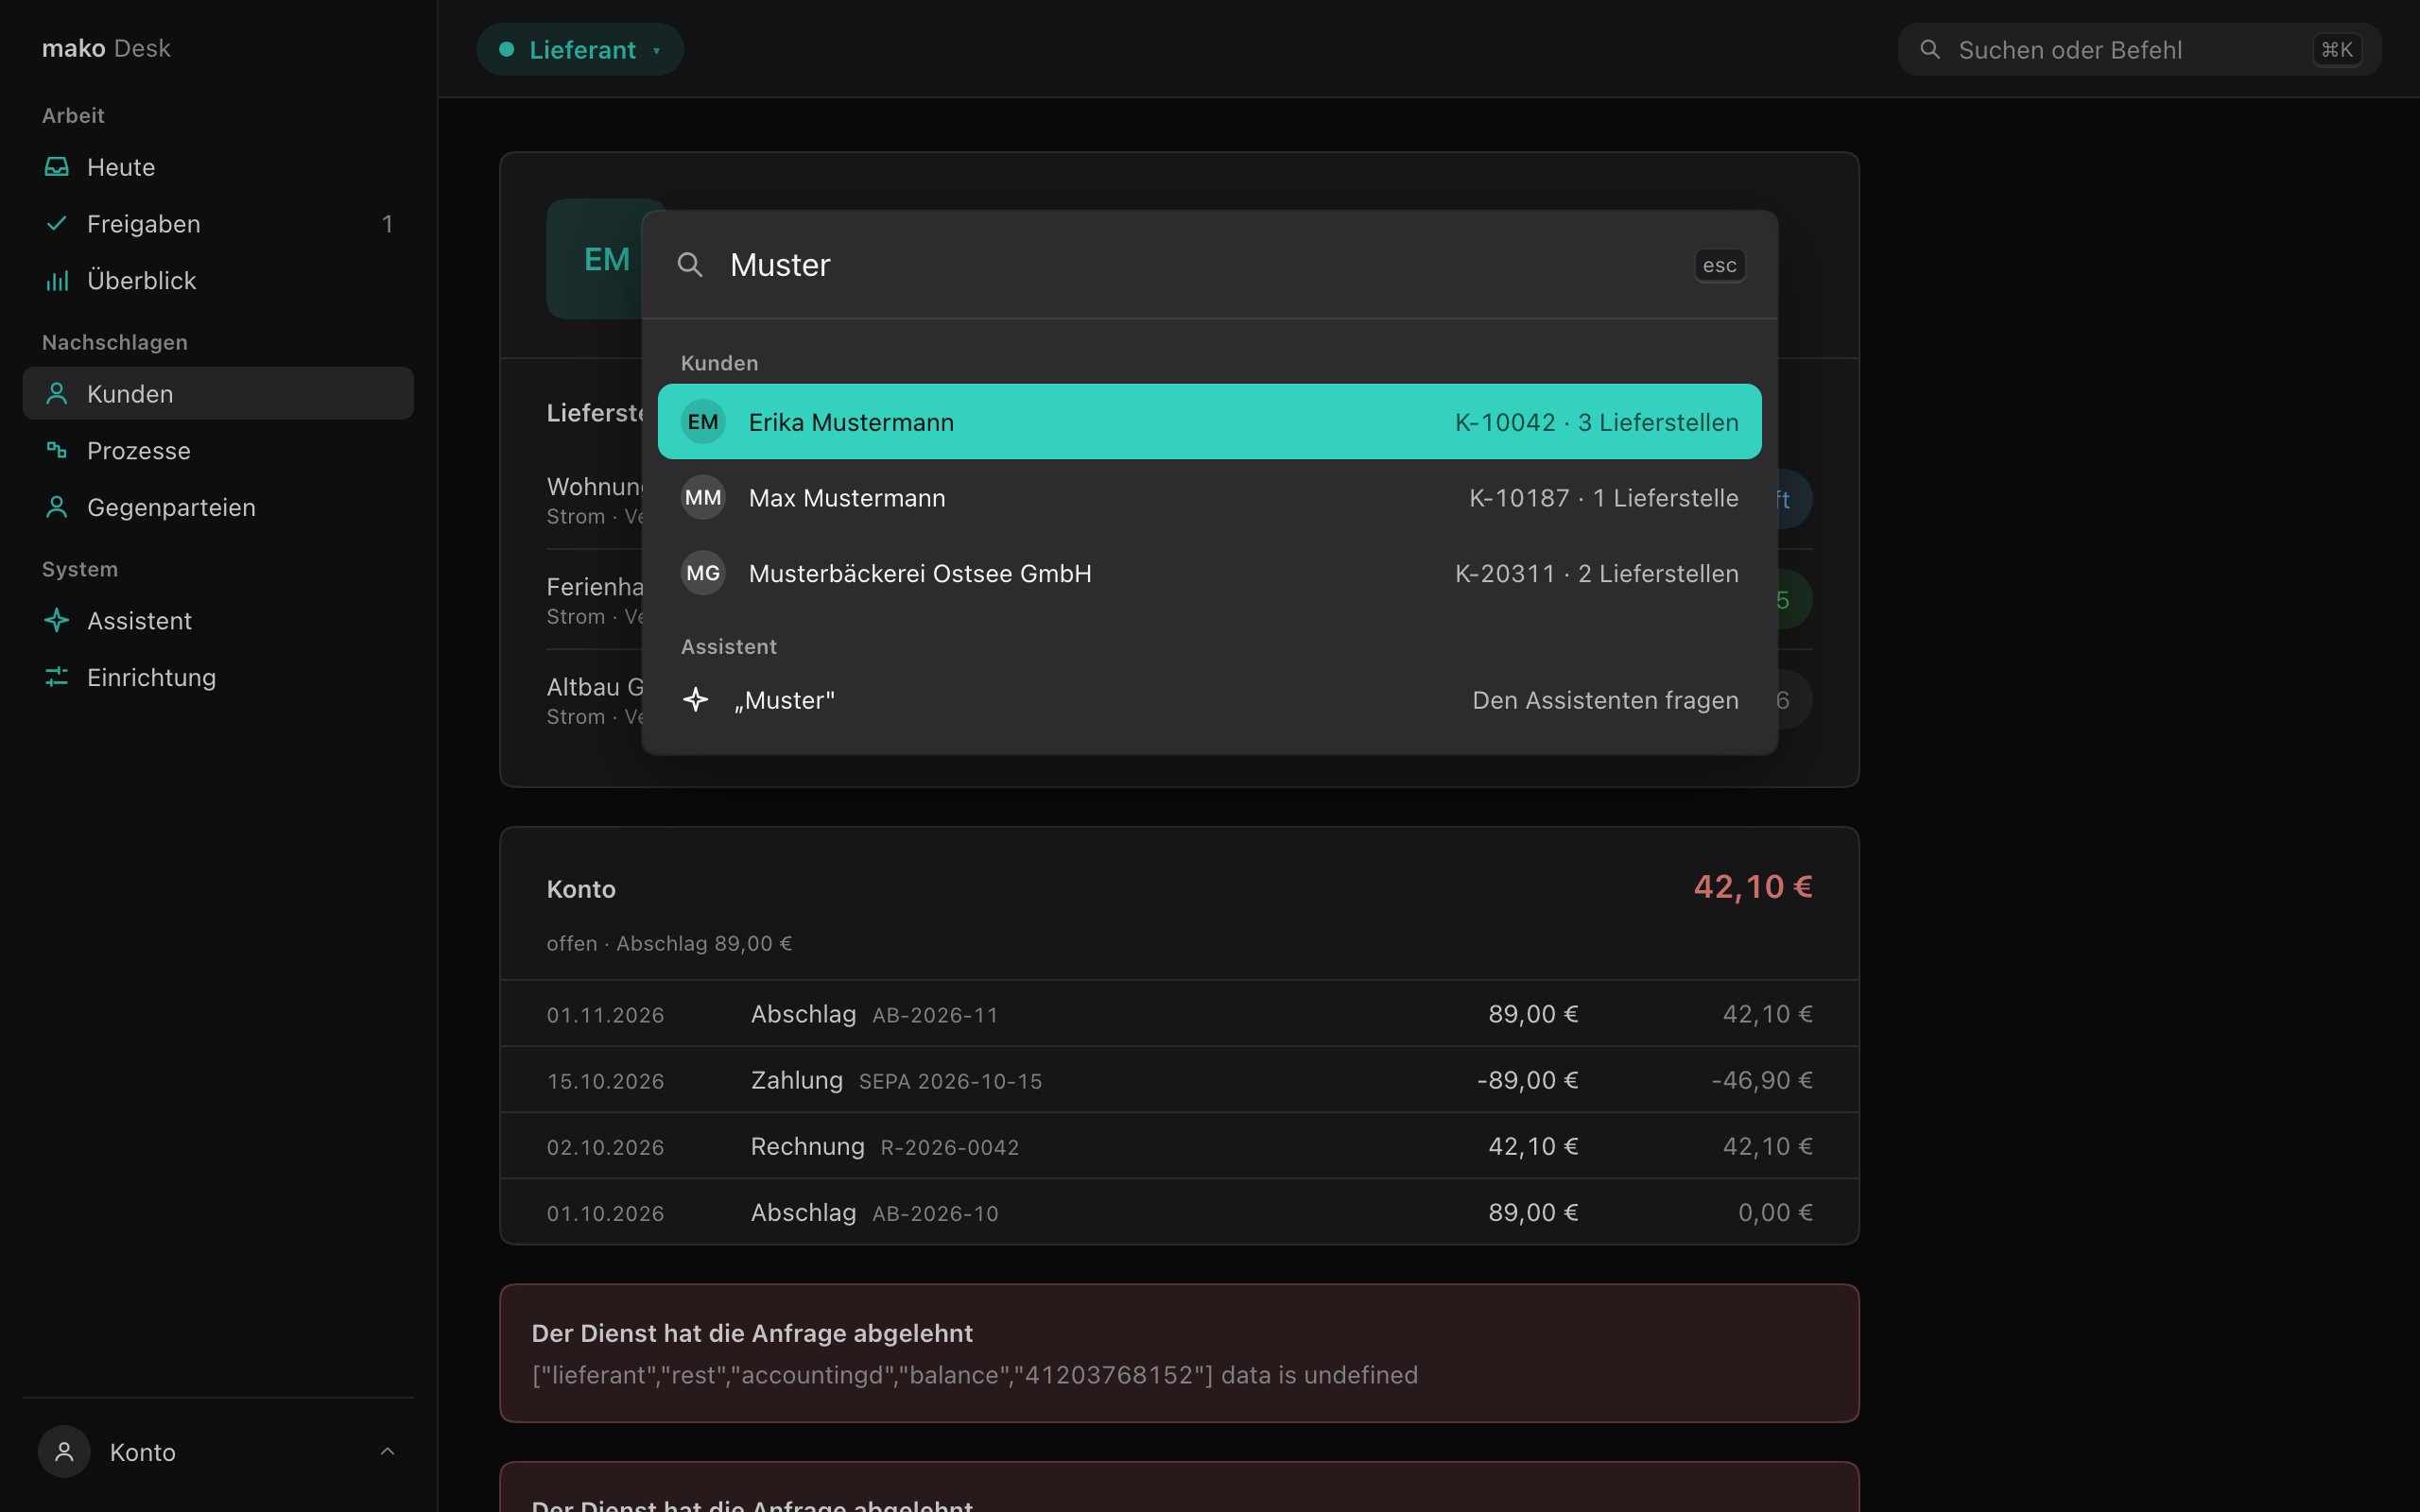 mako Desk
Arbeit
Heute
Freigaben 1
Überblick
Nachschlagen
Kunden
Prozesse
Gegenparteien
System
Assistent
Einrichtung
Konto
Lieferant
Suchen oder Befehl ⌘K
EM
Muster esc
Kunden
EM Erika Mustermann K-10042 · 3 Lieferstellen
MM Max Mustermann K-10187 · 1 Lieferstelle
MG Musterbäckerei Ostsee GmbH K-20311 · 2 Lieferstellen
Assistent
„Muster" Den Assistenten fragen
Strom ·
Strom ·
Altbau
Strom ·
Konto 42,10 €
offen · Abschlag 89,00 €
01.11.2026 Abschlag AB-2026-11 89,00 € 42,10 €
15.10.2026 Zahlung SEPA 2026-10-15 -89,00 € -46,90 €
02.10.2026 Rechnung R-2026-0042 42,10 € 42,10 €
01.10.2026 Abschlag AB-2026-10 89,00 € 0,00 €
Der Dienst hat die Anfrage abgelehnt
["lieferant","rest","accountingd","balance","41203768152"] data is undefined
Der Dienst hat die Anfrage abgelehnt